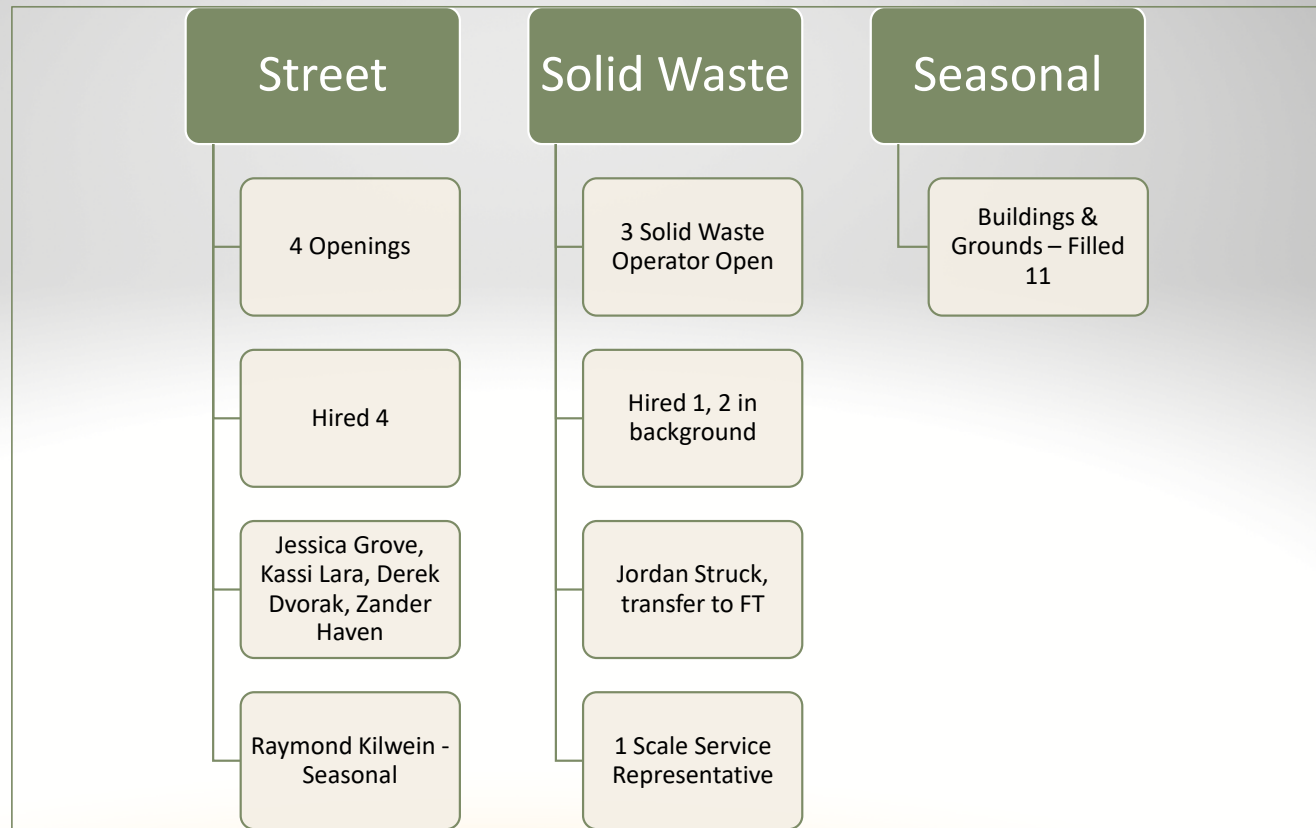 Street
4 Openings
Hired 4
Jessica Grove,
Kassi Lara, Derek
Dvorak, Zander
Haven
Raymond Kilwein -
Seasonal
Solid Waste
3 Solid Waste
Operator Open
Hired 1, 2 in
background
Jordan Struck,
transfer to FT
1 Scale Service
Representative
Seasonal
Buildings &
Grounds – Filled
11